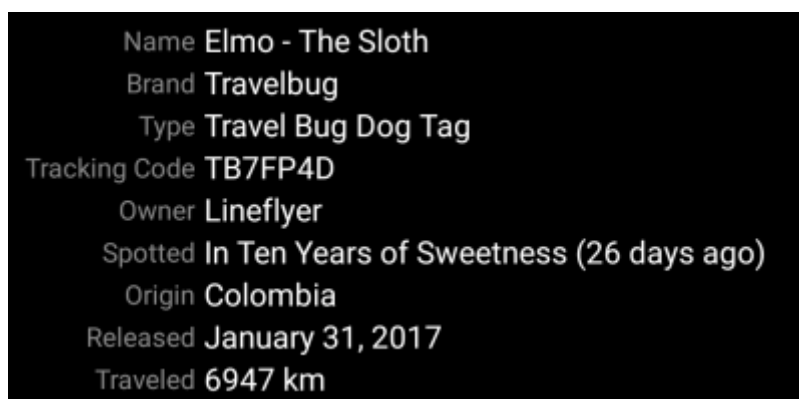 Name Elmo - The Sloth
Brand Travelbug
Type Travel Bug Dog Tag
Tracking Code TB7FP4D
Owner Lineflyer
Spotted In Ten Years of Sweetness (26 days ago)
Origin Colombia
Released January 31, 2017
Traveled 6947 km